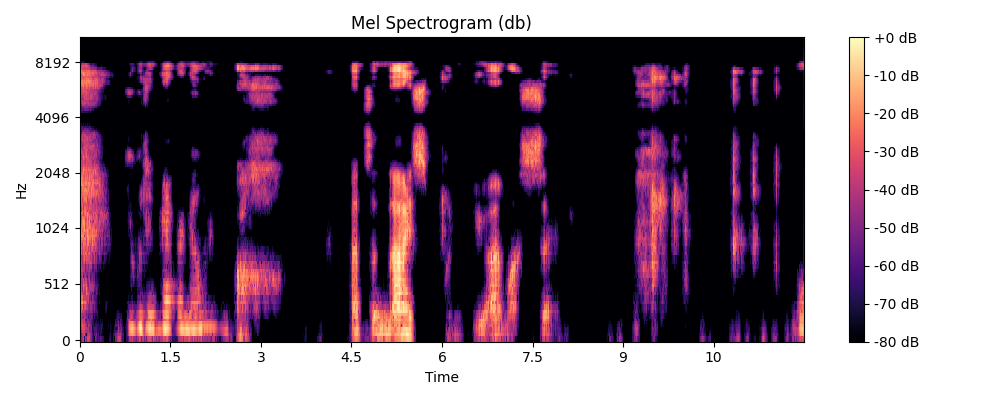 Mel Spectrogram (db)
8192
4096
2048
1024
512
0
Hz
0 1.5 3 4.5 6 7.5 9 10
Time
+0 dB
-10 dB
-20 dB
-30 dB
-40 dB
-50 dB
-60 dB
-70 dB
-80 dB